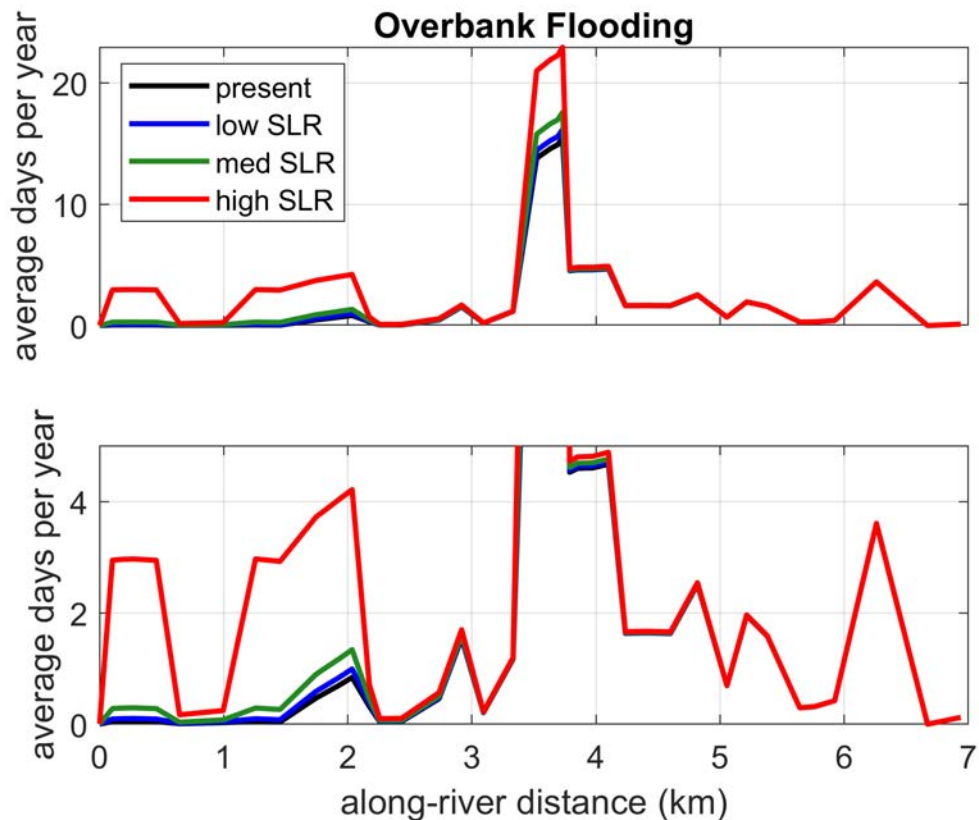 Overbank Flooding
average days per year
20
10
0
present
low SLR
med SLR
high SLR
average days per year
4
2
0
0 1 2 3 4 5 6 7
along-river distance (km)